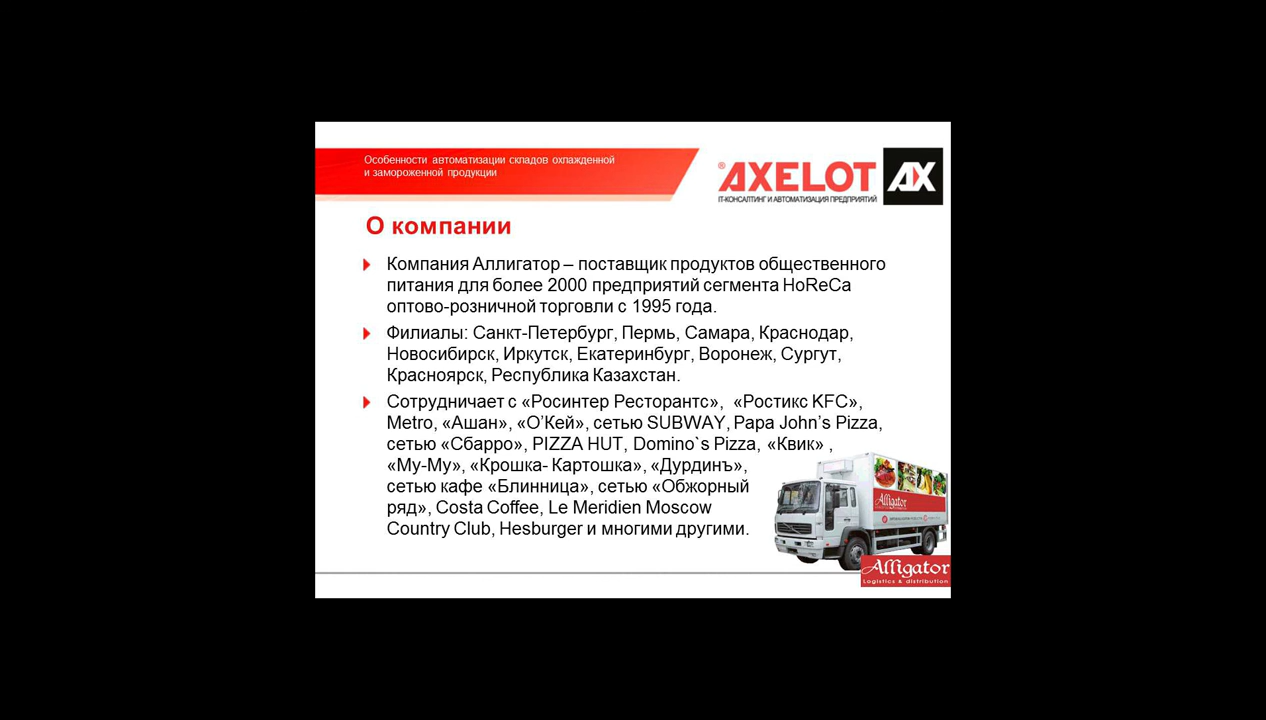 Особенности автоматизации складов охлажденной
и замороженной продукции
® AXELOT AX
IT-КОНСАЛТИНГ И АВТОМАТИЗАЦИЯ ПРЕДПРИЯТИЙ
О компании
Компания Аллигатор – поставщик продуктов общественного
питания для более 2000 предприятий сегмента HoReCa
оптово-розничной торговли с 1995 года.
Филиалы: Санкт-Петербург, Пермь, Самара, Краснодар,
Новосибирск, Иркутск, Екатеринбург, Воронеж, Сургут,
Красноярск, Республика Казахстан.
Сотрудничает с «Росинтер Ресторантс», «Ростикс KFC»,
Metro, «Ашан», «О’Кей», сетью SUBWAY, Papa John’s Pizza,
сетью «Сбарро», PIZZA HUT, Domino`s Pizza, «Квик» ,
«Му-Му», «Крошка- Картошка», «Дурдинъ»,
сетью кафе «Блинница», сетью «Обжорный
ряд», Costa Coffee, Le Meridien Moscow
Country Club, Hesburger и многими другими.
Alligator
Alligator
Logistics & distribution